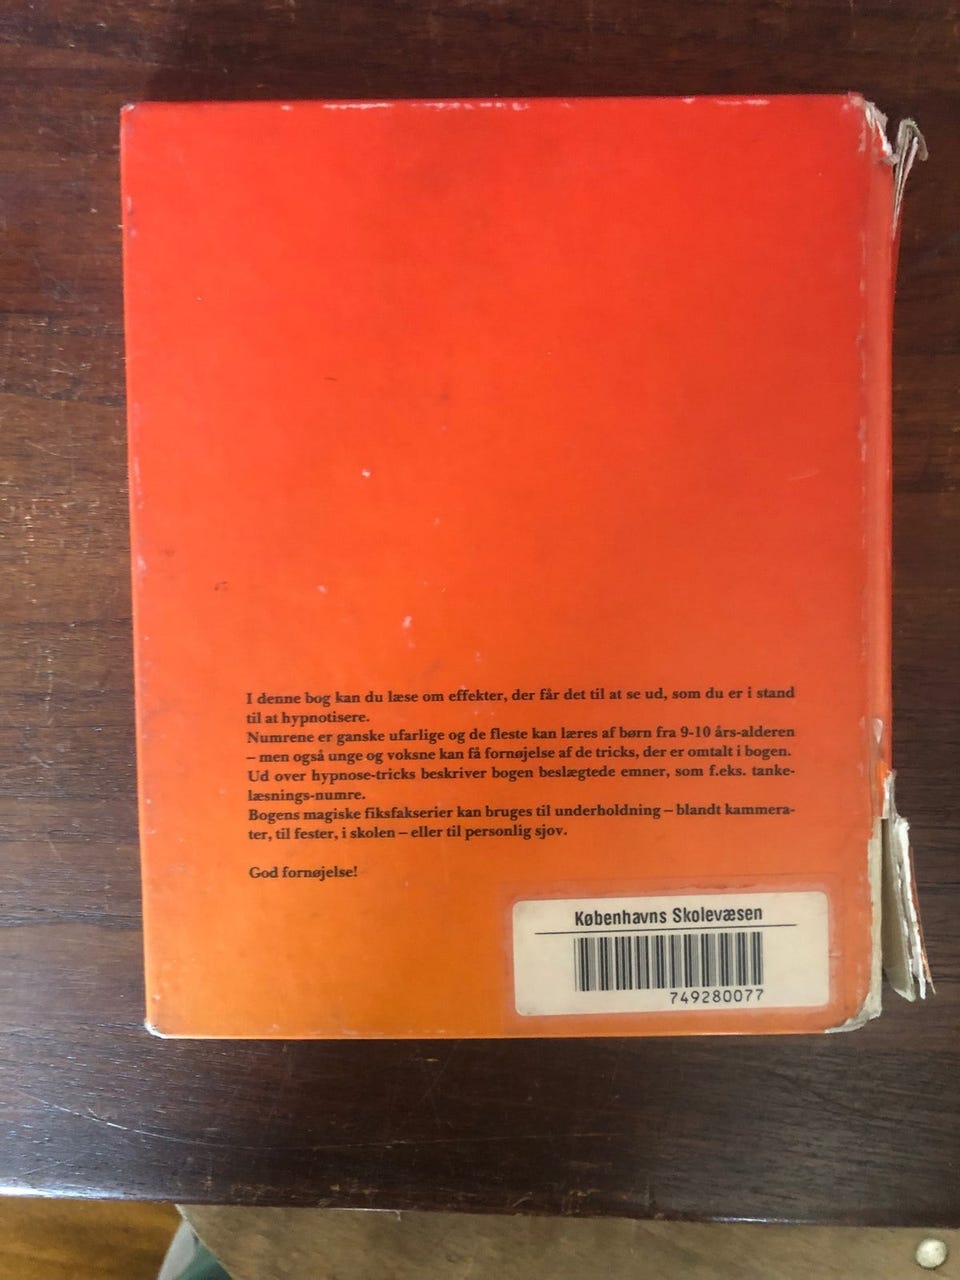 I denne bog kan du læse om effekter, der får det til at se ud, som du er i stand
til at hypnotisere.
Numrene er ganske ufarlige og de fleste kan læres af børn fra 9-10 års-alderen
– men også unge og voksne kan få fornøjelse af de tricks, der er omtalt i bogen.
Ud over hypnose-tricks beskriver bogen beslægtede emner, som f.eks. tanke-
læsnings-numre.
Bogens magiske fiksfakserier kan bruges til underholdning – blandt kammera-
ter, til fester, i skolen – eller til personlig sjov.
God fornøjelse!
Københavns Skolevæsen
749280077